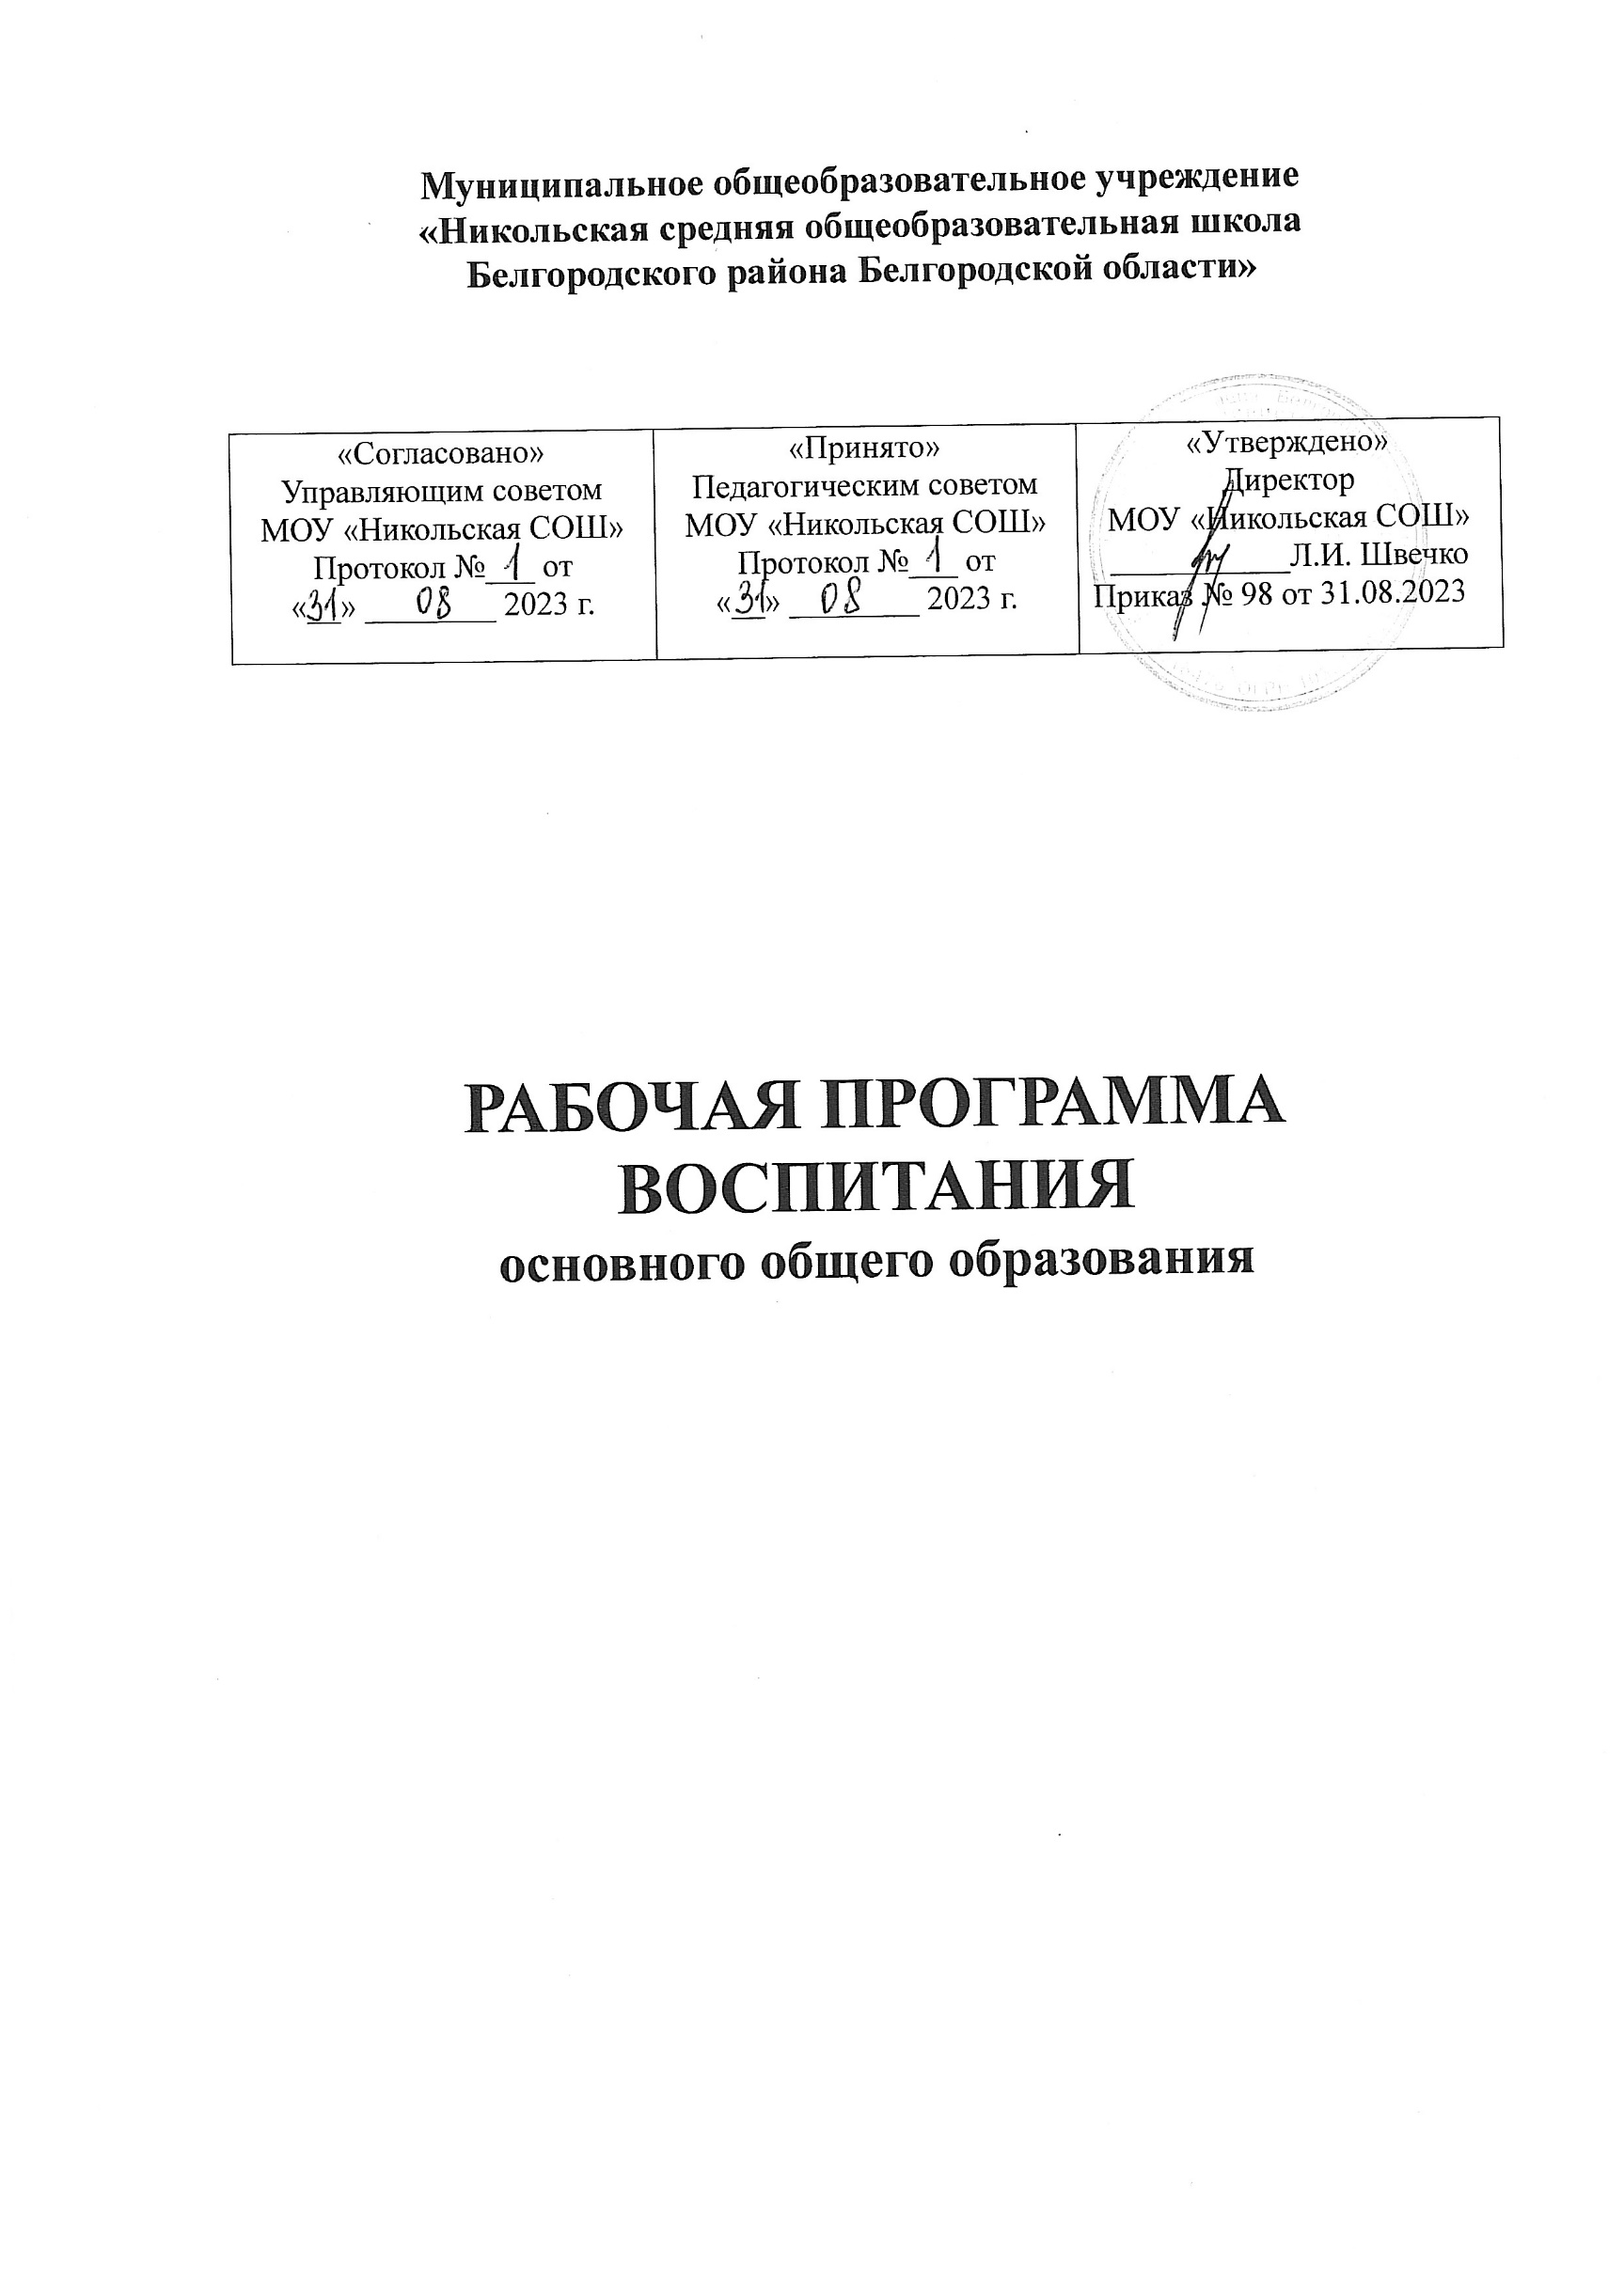 Муниципальное общеобразовательное учреждение
«Никольская средняя общеобразовательная школа
Белгородского района Белгородской области»
«Согласовано»
Управляющим советом
МОУ «Никольская СОШ»
Протокол № 1 от
«31» 08 2023 г.
«Принято»
Педагогическим советом
МОУ «Никольская СОШ»
Протокол № 1 от
«31» 08 2023 г.
«Утверждено»
Директор
МОУ «Никольская СОШ»
____________Л.И. Швечко
Приказ № 98 от 31.08.2023
РАБОЧАЯ ПРОГРАММА
ВОСПИТАНИЯ
основного общего образования